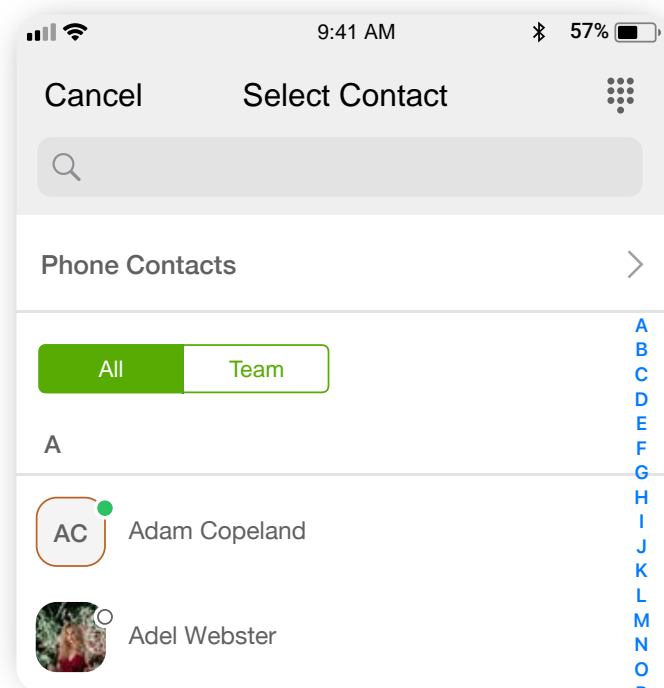 9:41 AM 57%
Cancel Select Contact
Phone Contacts
All Team
A
AC Adam Copeland
Adel Webster
A
B
C
D
E
F
G
H
I
J
K
L
M
N
O